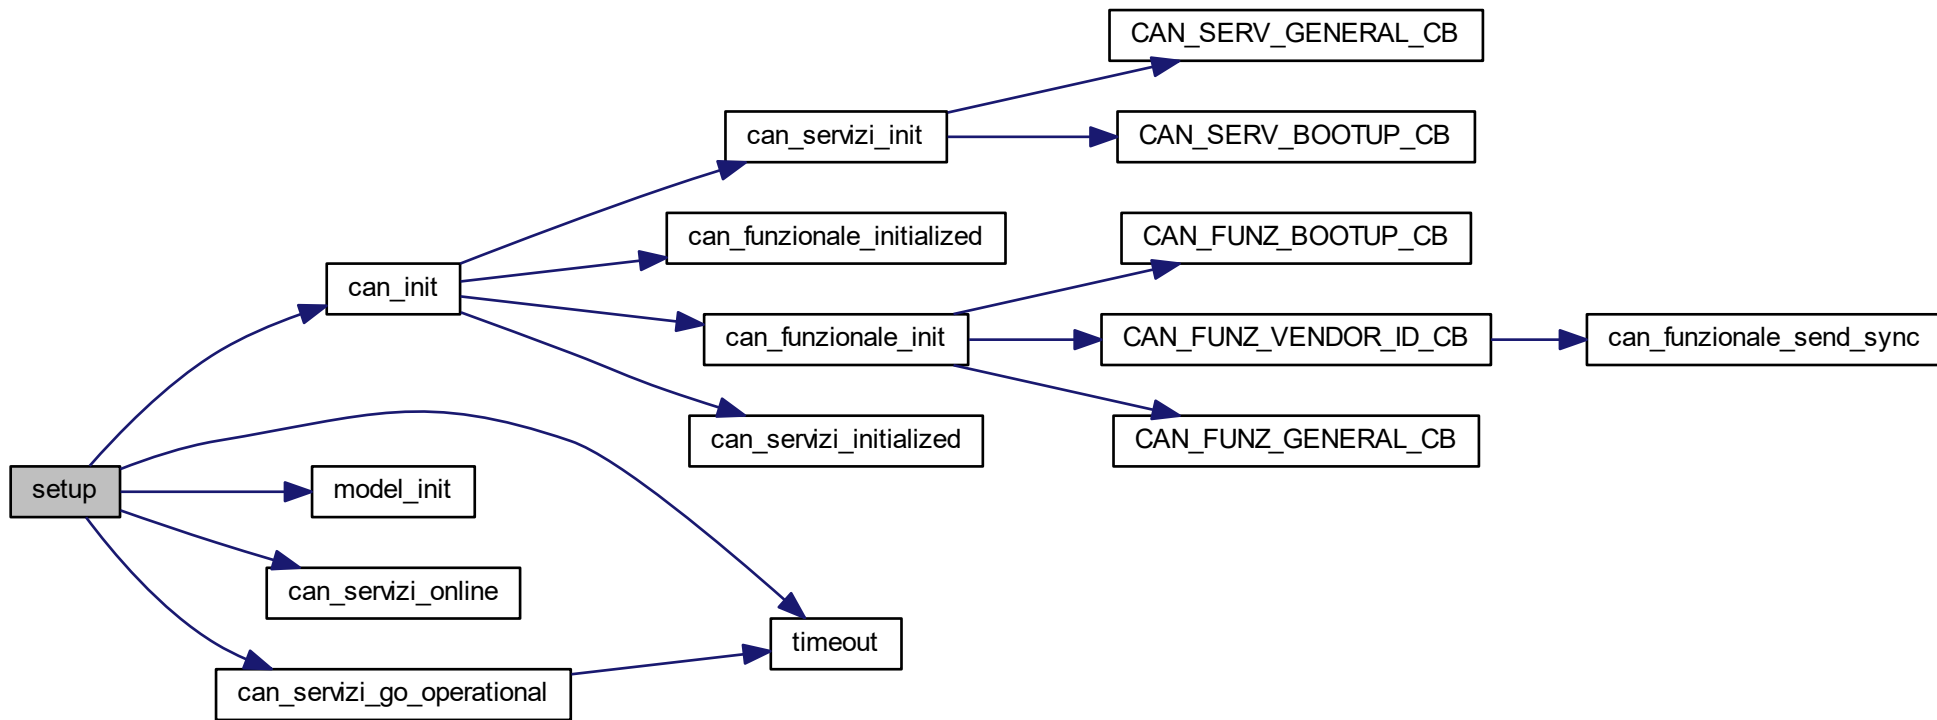 CAN_SERV_GENERAL_CB
can_servizi_init
CAN_SERV_BOOTUP_CB
can_funzionale_initialized
CAN_FUNZ_BOOTUP_CB
can_init
can_funzionale_init
CAN_FUNZ_VENDOR_ID_CB
can_funzionale_send_sync
can_servizi_initialized
CAN_FUNZ_GENERAL_CB
setup
model_init
can_servizi_online
timeout
can_servizi_go_operational